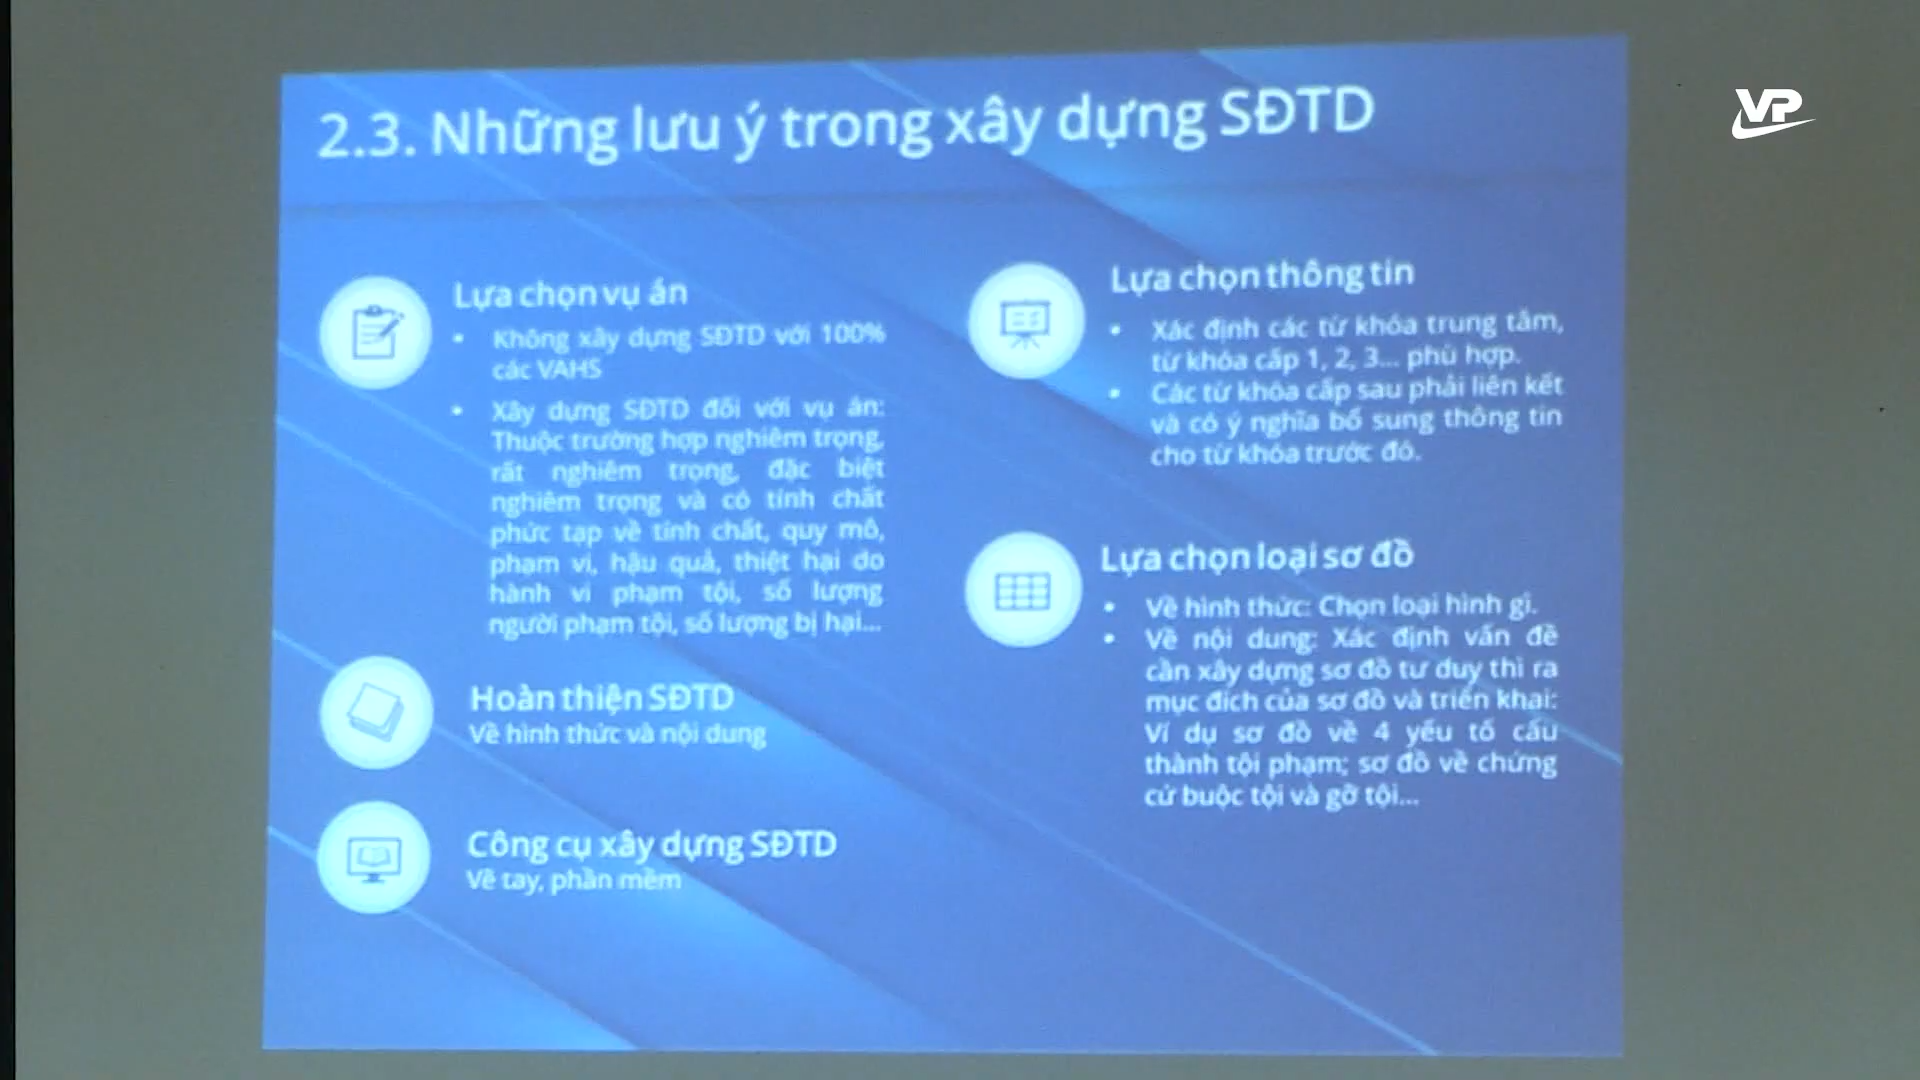 VP
2.3. Những lưu ý trong xây dựng SĐTD
Lựa chọn vụ án
• Không xây dựng SĐTD với 100%
các VAHS
• Xây dựng SĐTD đối với vụ án:
Thuộc trường hợp nghiêm trọng,
rất nghiêm trọng, đặc biệt
nghiêm trọng và có tính chất
phức tạp về tính chất, quy mô,
phạm vi, hậu quả, thiệt hại do
hành vi phạm tội, số lượng
người phạm tội, số lượng bị hại...
Hoàn thiện SĐTD
Về hình thức và nội dung
Công cụ xây dựng SĐTD
Vẽ tay, phần mềm
Lựa chọn thông tin
• Xác định các từ khóa trung tâm,
từ khóa cấp 1, 2, 3... phù hợp.
• Các từ khóa cấp sau phải liên kết
và có ý nghĩa bổ sung thông tin
cho từ khóa trước đó.
Lựa chọn loại sơ đồ
• Về hình thức: Chọn loại hình gì.
• Về nội dung: Xác định vấn đề
cần xây dựng sơ đồ tư duy thì ra
mục đích của sơ đồ và triển khai:
Ví dụ sơ đồ về 4 yếu tố cấu
thành tội phạm; sơ đồ về chứng
cứ buộc tội và gỡ tội...